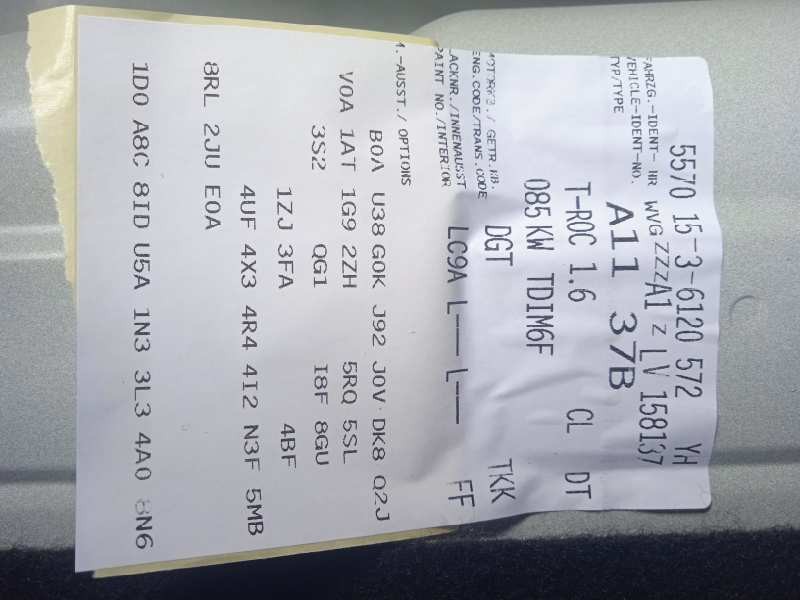 5570 15-3-6120 572 YH
FAHRZG.-IDENT-NR WVG ZZZA1 Z LV 158137
VEHICLE-IDENT-NO.
TYP/TYPE A11 37B
T-ROC 1.6 CL DT
085 KW TDIM6F
MOTORKB./ GETR.KB. DGT TKK
ENG.CODE/TRANS.CODE
LACKNR./INNENAUSST LC9A L--- L--- FF
PAINT NO./INTERIOR
M.-AUSST./ OPTIONS
B0A U38 G0K J92 J0V DK8 Q2J
V0A 1AT 1G9 2ZH 5RQ 5SL
3S2 QG1 I8F 8GU
1ZJ 3FA 4BF
4UF 4X3 4R4 4I2 N3F 5MB
8RL 2JU E0A
1D0 A8C 8ID U5A 1N3 3L3 4A0 8N6